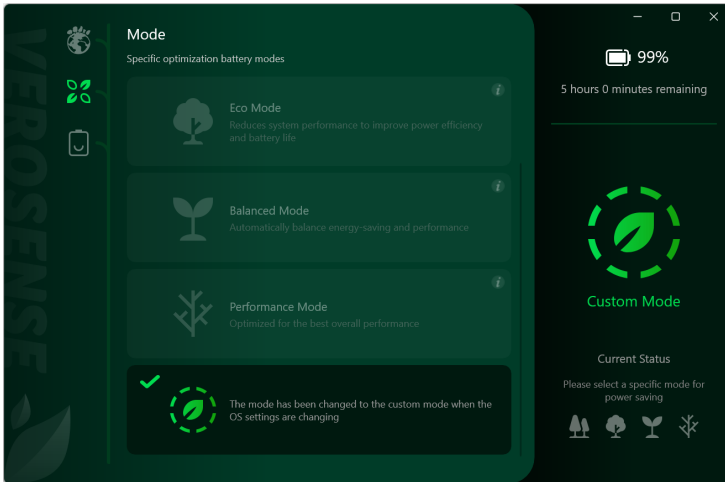 VEROSENSE
Mode
Specific optimization battery modes
Eco Mode
Reduces system performance to improve power efficiency
and battery life
Balanced Mode
Automatically balance energy-saving and performance
Performance Mode
Optimized for the best overall performance
The mode has been changed to the custom mode when the
OS settings are changing
99%
5 hours 0 minutes remaining
Custom Mode
Current Status
Please select a specific mode for
power saving